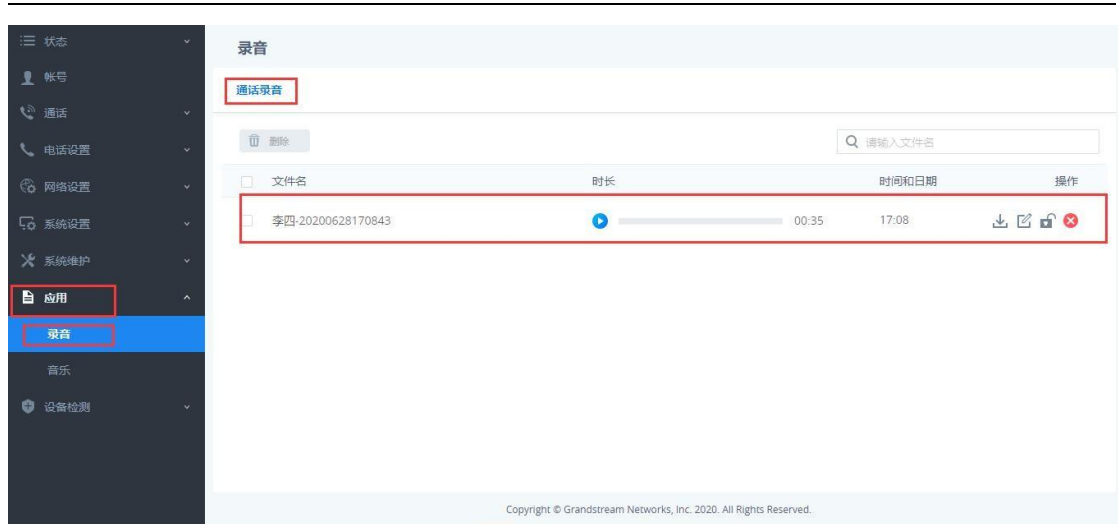 状态
帐号
通话
电话设置
网络设置
系统设置
系统维护
应用
录音
音乐
设备检测
录音
通话录音
删除
请输入文件名
文件名 时长 时间和日期 操作
李四-20200628170843 00:35 17:08
Copyright © Grandstream Networks, Inc. 2020. All Rights Reserved.